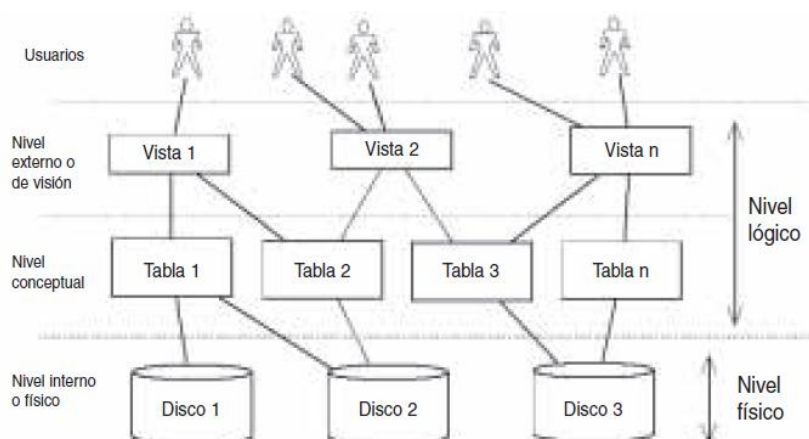 Usuarios
Nivel
externo o
de visión
Vista 1
Vista 2
Vista n
Nivel
lógico
Nivel
conceptual
Tabla 1
Tabla 2
Tabla 3
Tabla n
Nivel interno
o físico
Disco 1
Disco 2
Disco 3
Nivel
físico